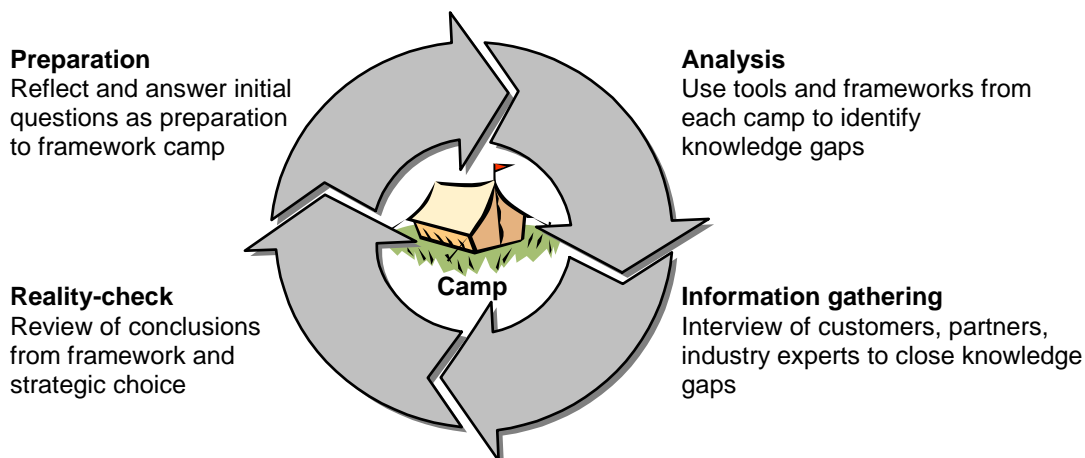 Preparation
Reflect and answer initial
questions as preparation
to framework camp
Analysis
Use tools and frameworks from
each camp to identify
knowledge gaps
Camp
Reality-check
Review of conclusions
from framework and
strategic choice
Information gathering
Interview of customers, partners,
industry experts to close knowledge
gaps